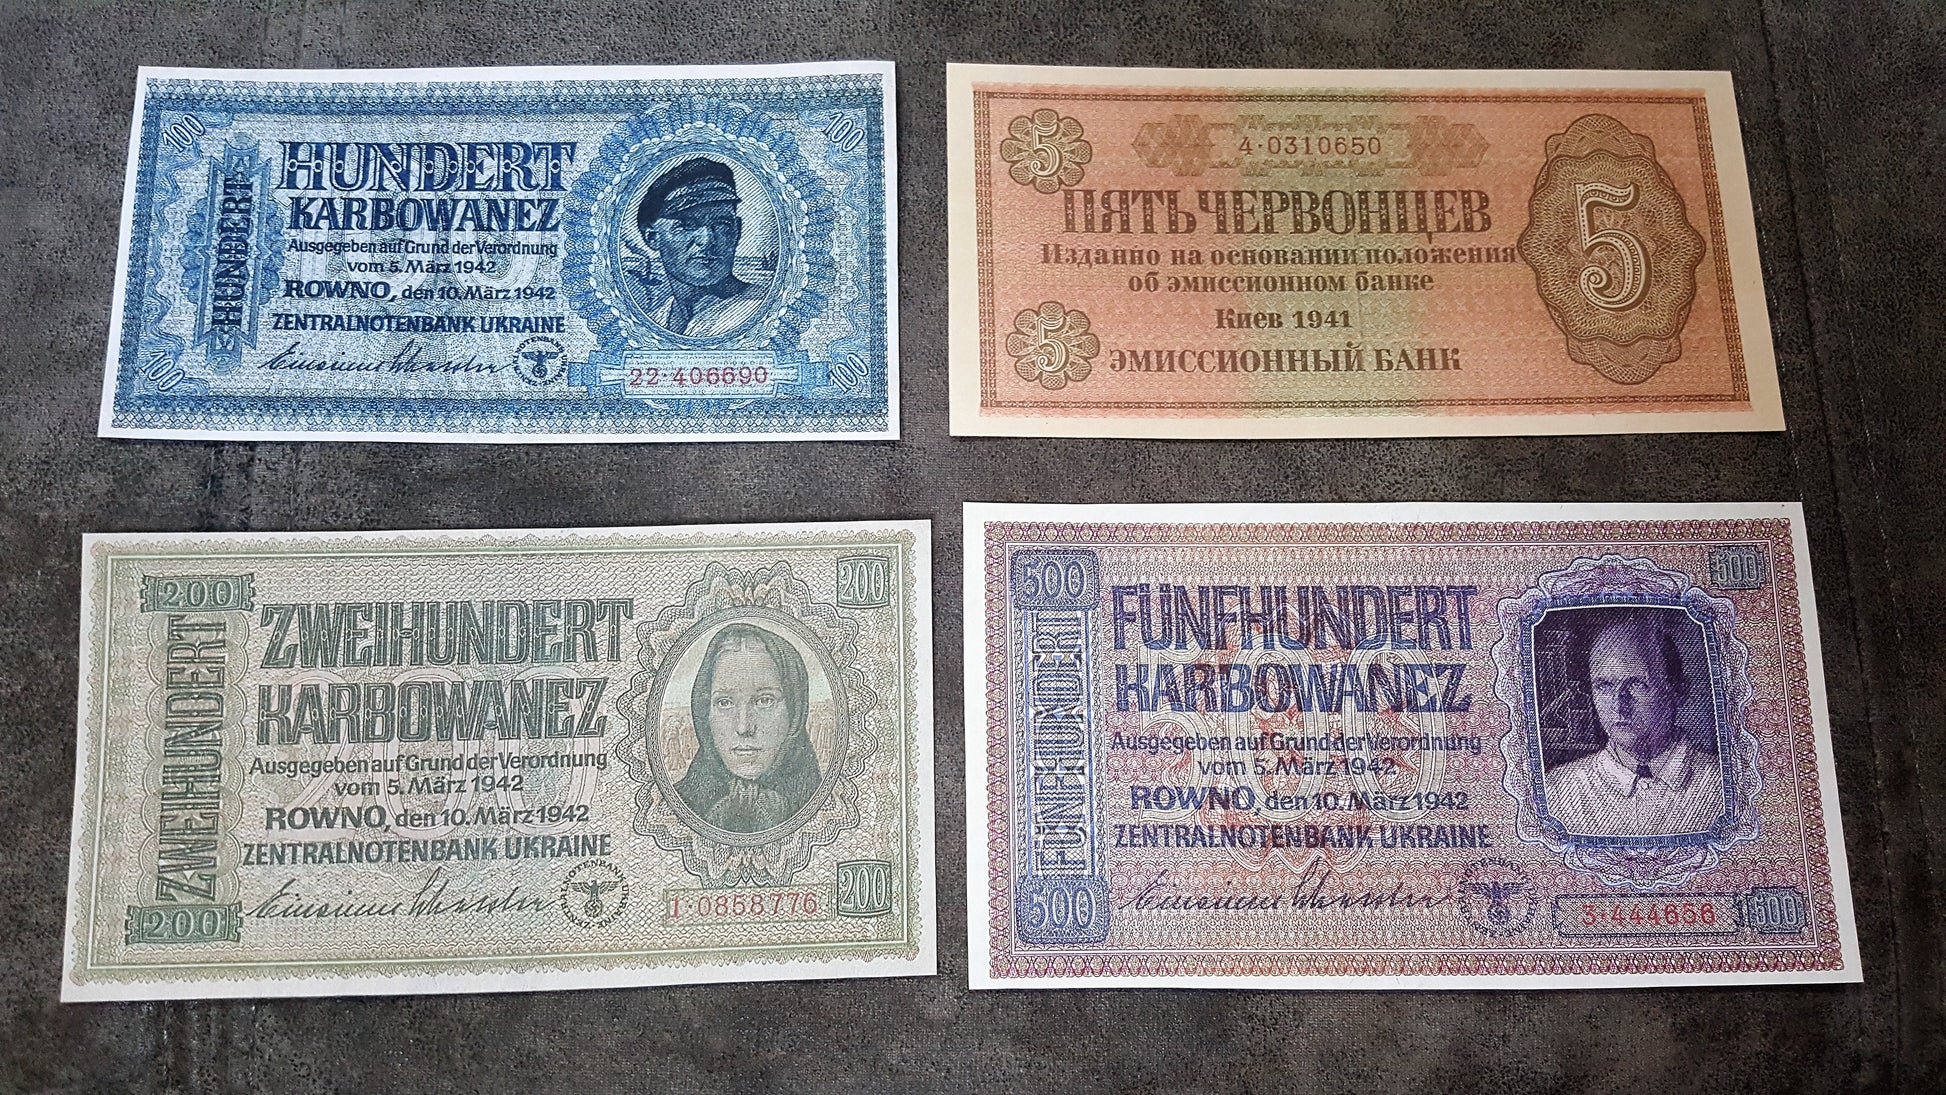 100
100
HUNDERT
HUNDERT
KARBOWANEZ
Ausgegeben auf Grund der Verordnung
vom 5. März 1942
ROWNO, den 10. März 1942
ZENTRALNOTENBANK UKRAINE
22·406690
100
100
5
4·0310650
ПЯТЬ ЧЕРВОНЦЕВ
Издано на основании положения
об эмиссионном банке
Киев 1941
ЭМИССИОННЫЙ БАНК
5
5
200
200
ZWEIHUNDERT
ZWEIHUNDERT
KARBOWANEZ
Ausgegeben auf Grund der Verordnung
vom 5. März 1942
ROWNO, den 10. März 1942
ZENTRALNOTENBANK UKRAINE
1·0858776
200
200
500
500
FÜNFHUNDERT
FÜNFHUNDERT
KARBOWANEZ
Ausgegeben auf Grund der Verordnung
vom 5. März 1942
ROWNO, den 10. März 1942
ZENTRALNOTENBANK UKRAINE
3·444656
500
500